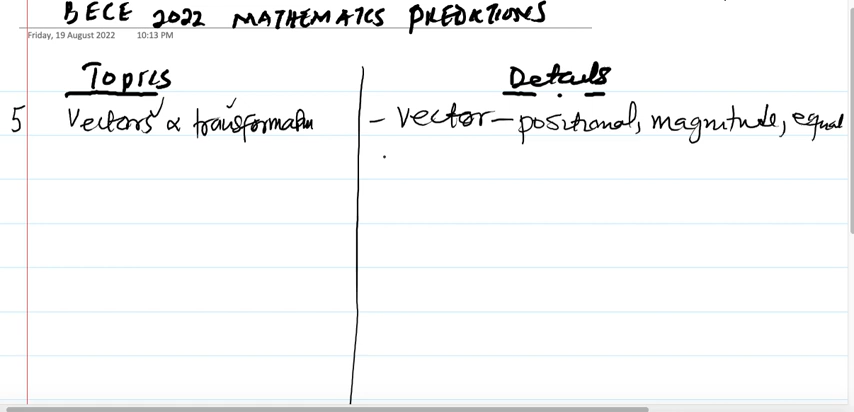 BECE 2022 MATHEMATICS PREDICTIONS
Friday, 19 August 2022 10:13 PM
Topics Details
5 Vectors & transformation - Vector - positional, magnitude, equal